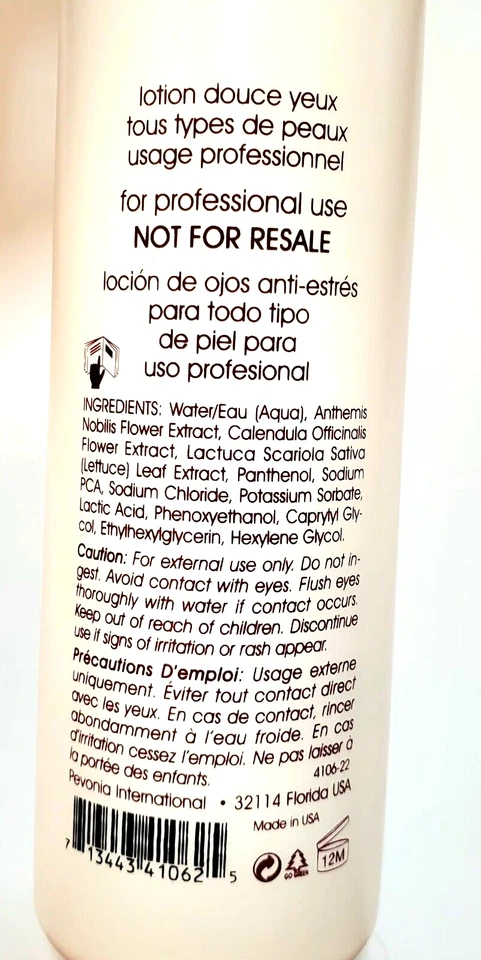 lotion douce yeux
tous types de peaux
usage professionnel
for professional use
NOT FOR RESALE
loción de ojos anti-estrés
para todo tipo
de piel para
uso profesional
INGREDIENTS: Water/Eau (Aqua), Anthemis
Nobilis Flower Extract, Calendula Officinalis
Flower Extract, Lactuca Scariola Sativa
(Lettuce) Leaf Extract, Panthenol, Sodium
PCA, Sodium Chloride, Potassium Sorbate,
Lactic Acid, Phenoxyethanol, Caprylyl Gly-
col, Ethylhexylglycerin, Hexylene Glycol.
Caution: For external use only. Do not in-
gest. Avoid contact with eyes. Flush eyes
thoroughly with water if contact occurs.
Keep out of reach of children. Discontinue
use if signs of irritation or rash appear.
Précautions D'emploi: Usage externe
uniquement. Éviter tout contact direct
avec les yeux. En cas de contact, rincer
abondamment à l'eau froide. En cas
d'irritation cessez l'emploi. Ne pas laisser à
la portée des enfants.
4106-22
Pevonia International • 32114 Florida USA
Made in USA
7 13443 41062 5
GO GREEN
12M